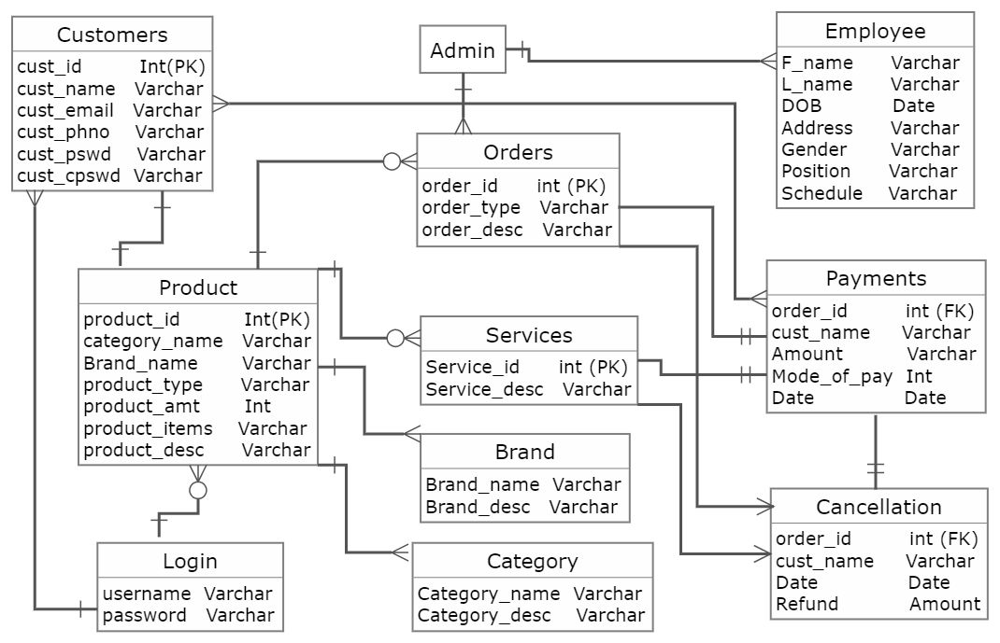 Customers
cust_id Int(PK)
cust_name Varchar
cust_email Varchar
cust_phno Varchar
cust_pswd Varchar
cust_cpswd Varchar
Admin
Employee
F_name Varchar
L_name Varchar
DOB Date
Address Varchar
Gender Varchar
Position Varchar
Schedule Varchar
Orders
order_id int (PK)
order_type Varchar
order_desc Varchar
Product
product_id Int(PK)
category_name Varchar
Brand_name Varchar
product_type Varchar
product_amt Int
product_items Varchar
product_desc Varchar
Services
Service_id int (PK)
Service_desc Varchar
Payments
order_id int (FK)
cust_name Varchar
Amount Varchar
Mode_of_pay Int
Date Date
Brand
Brand_name Varchar
Brand_desc Varchar
Cancellation
order_id int (FK)
cust_name Varchar
Date Date
Refund Amount
Login
username Varchar
password Varchar
Category
Category_name Varchar
Category_desc Varchar